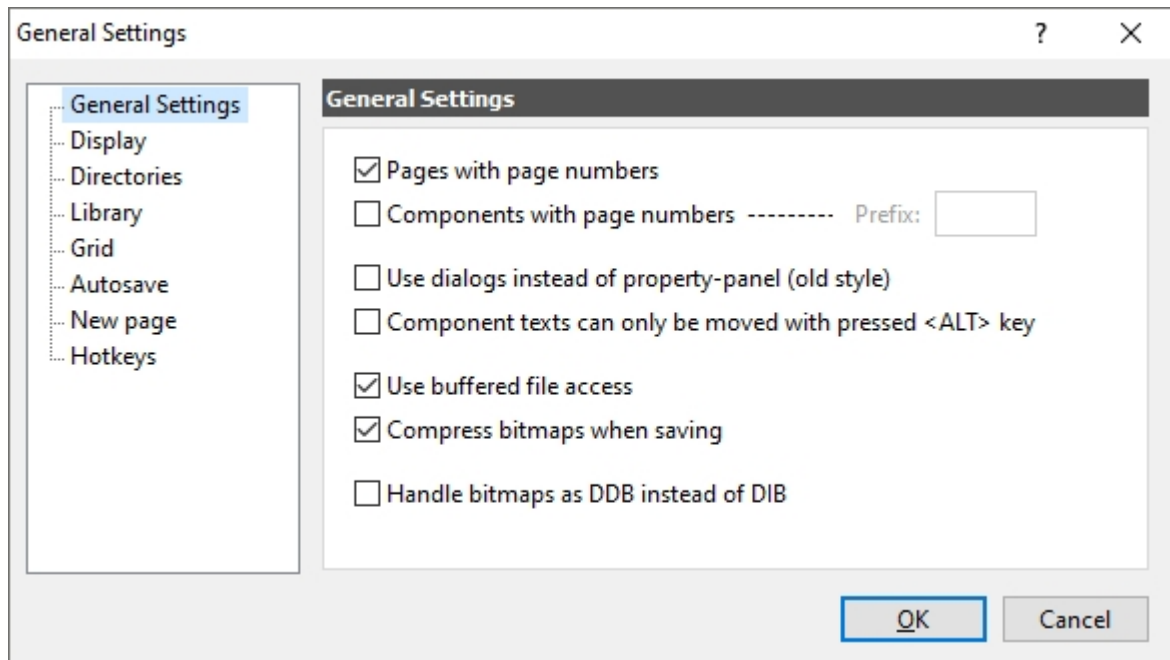 General Settings
?
General Settings
Display
Directories
Library
Grid
Autosave
New page
Hotkeys
General Settings
Pages with page numbers
Components with page numbers --------- Prefix:
Use dialogs instead of property-panel (old style)
Component texts can only be moved with pressed <ALT> key
Use buffered file access
Compress bitmaps when saving
Handle bitmaps as DDB instead of DIB
OK
Cancel